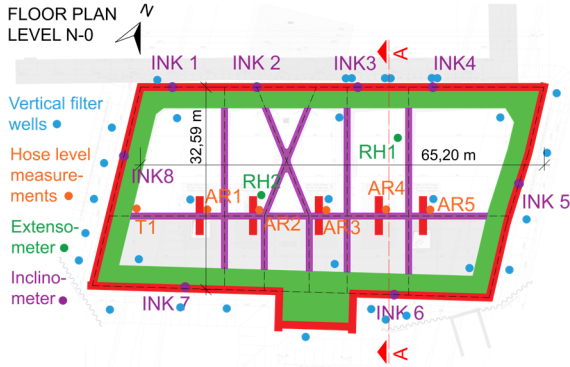 FLOOR PLAN
LEVEL N-0
N
A
INK 1
INK 2
INK3
INK4
Vertical filter
wells
Hose level
measure-
ments
Extenso-
meter
Inclino-
meter
32,59 m
65,20 m
RH1
INK8
RH2
AR1
AR4
AR5
INK 5
T1
AR2
AR3
INK 7
INK 6
A